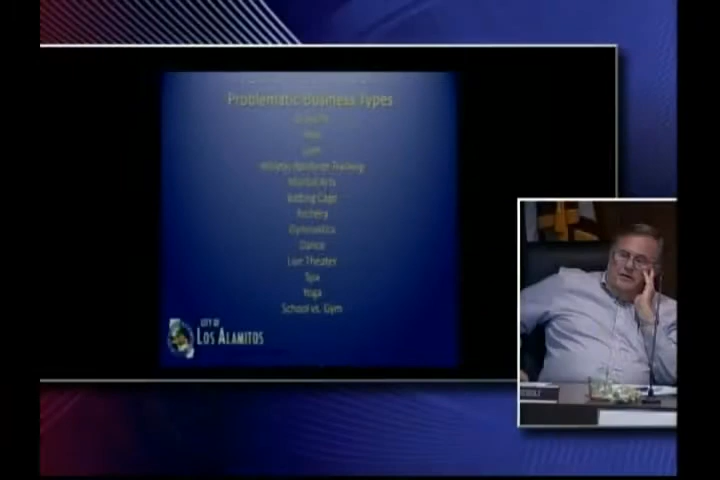 Problematic Business Types
Gym
Martial Arts
Batting Cage
Archery
Gymnastics
Dance
Live Theater
Spa
Yoga
School vs. Gym
CITY OF
LOS ALAMITOS